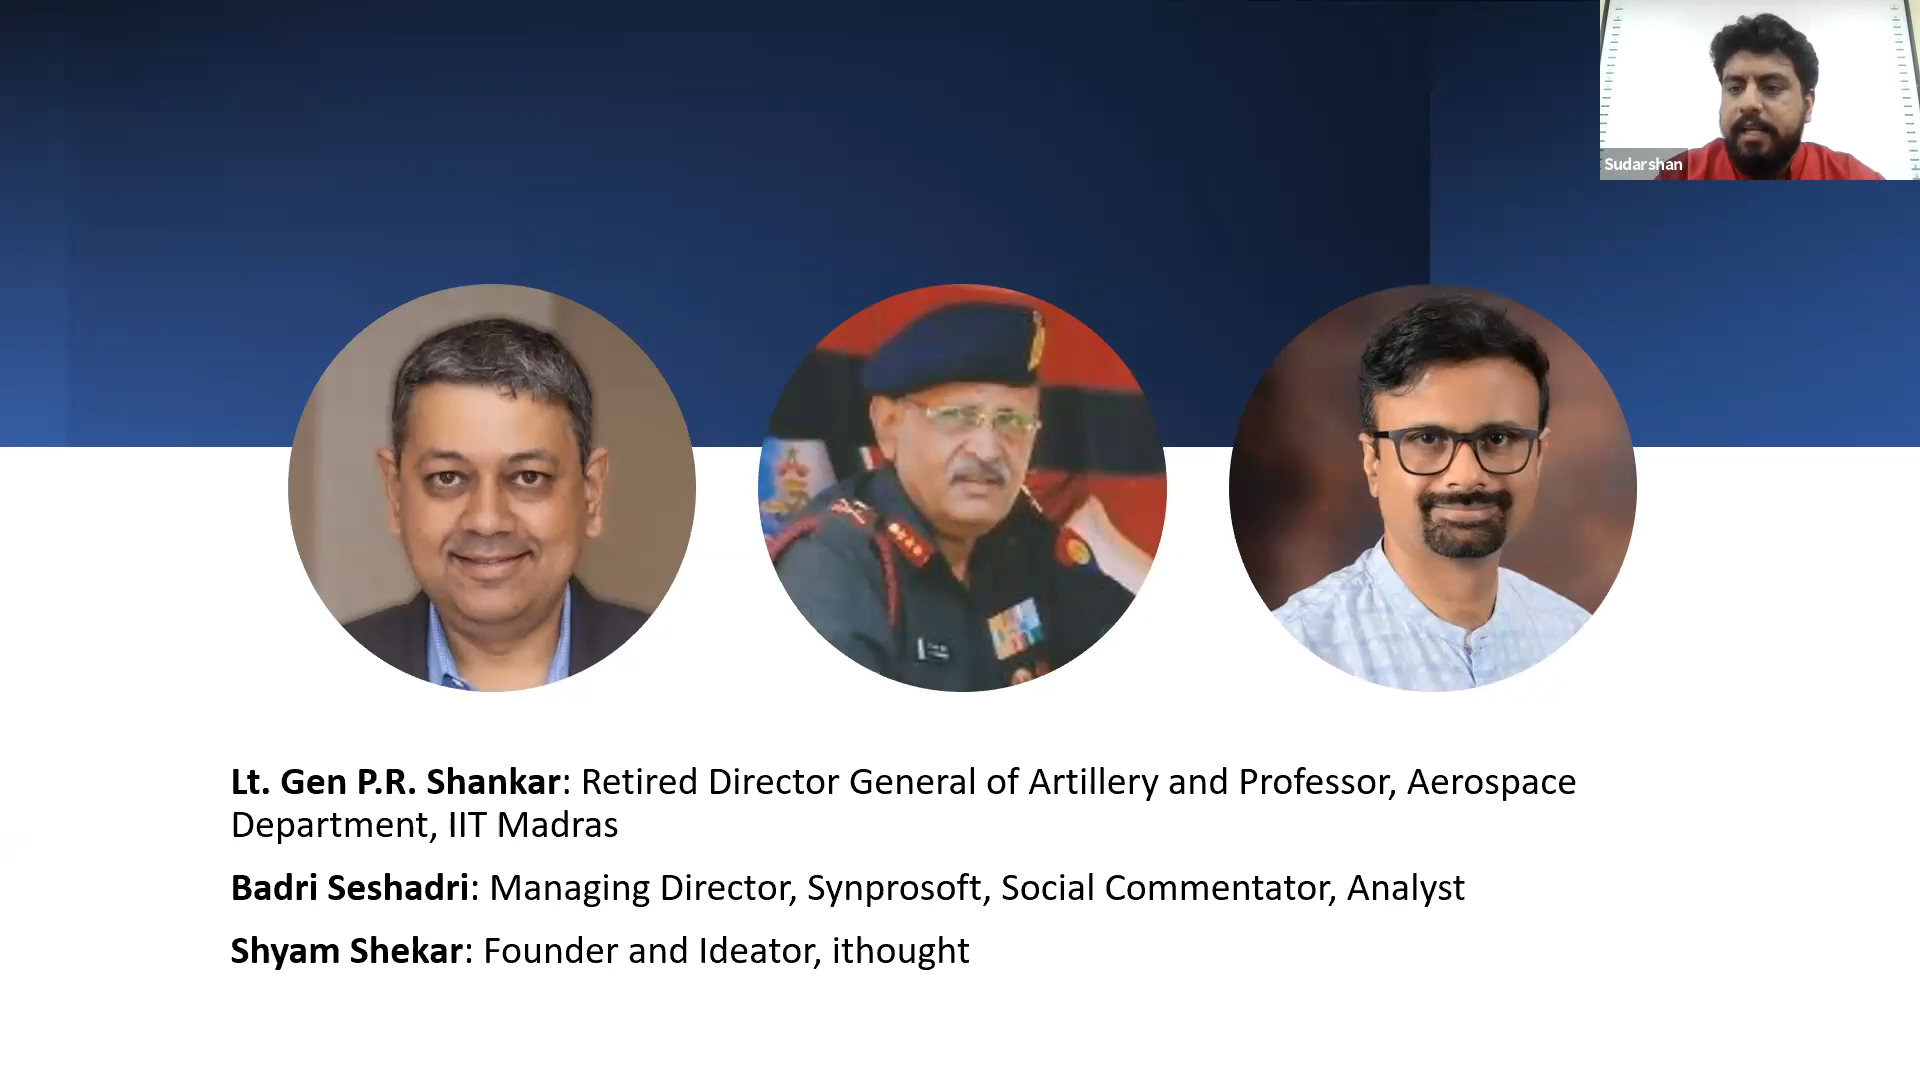 Sudarshan
Lt. Gen P.R. Shankar: Retired Director General of Artillery and Professor, Aerospace
Department, IIT Madras
Badri Seshadri: Managing Director, Synprosoft, Social Commentator, Analyst
Shyam Shekar: Founder and Ideator, ithought